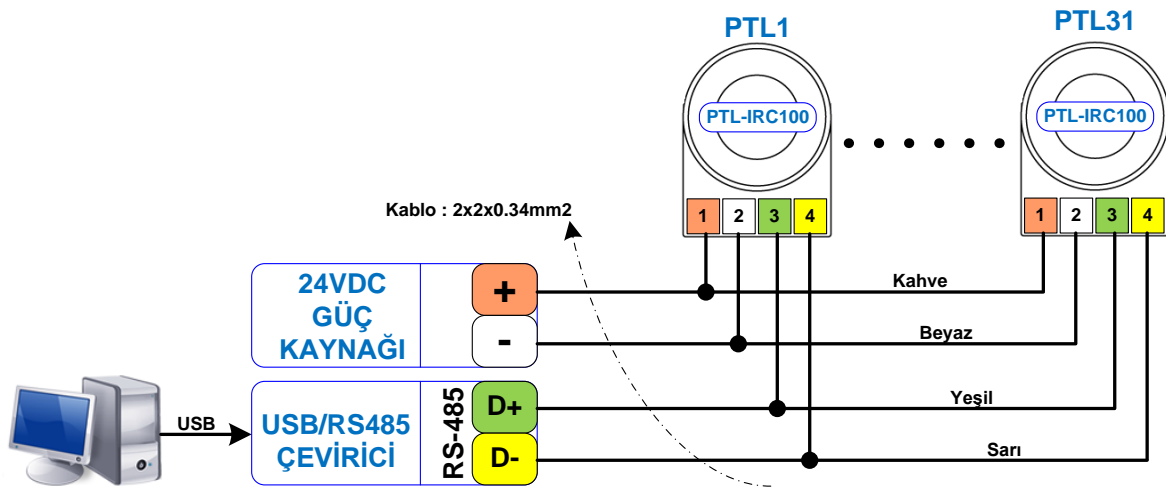 PTL1
PTL31
PTL-IRC100
PTL-IRC100
1 2 3 4
1 2 3 4
Kablo : 2x2x0.34mm2
24VDC
GÜÇ
KAYNAĞI
+
-
Kahve
Beyaz
USB
USB/RS485
ÇEVİRİCİ
RS-485
D+
D-
Yeşil
Sarı